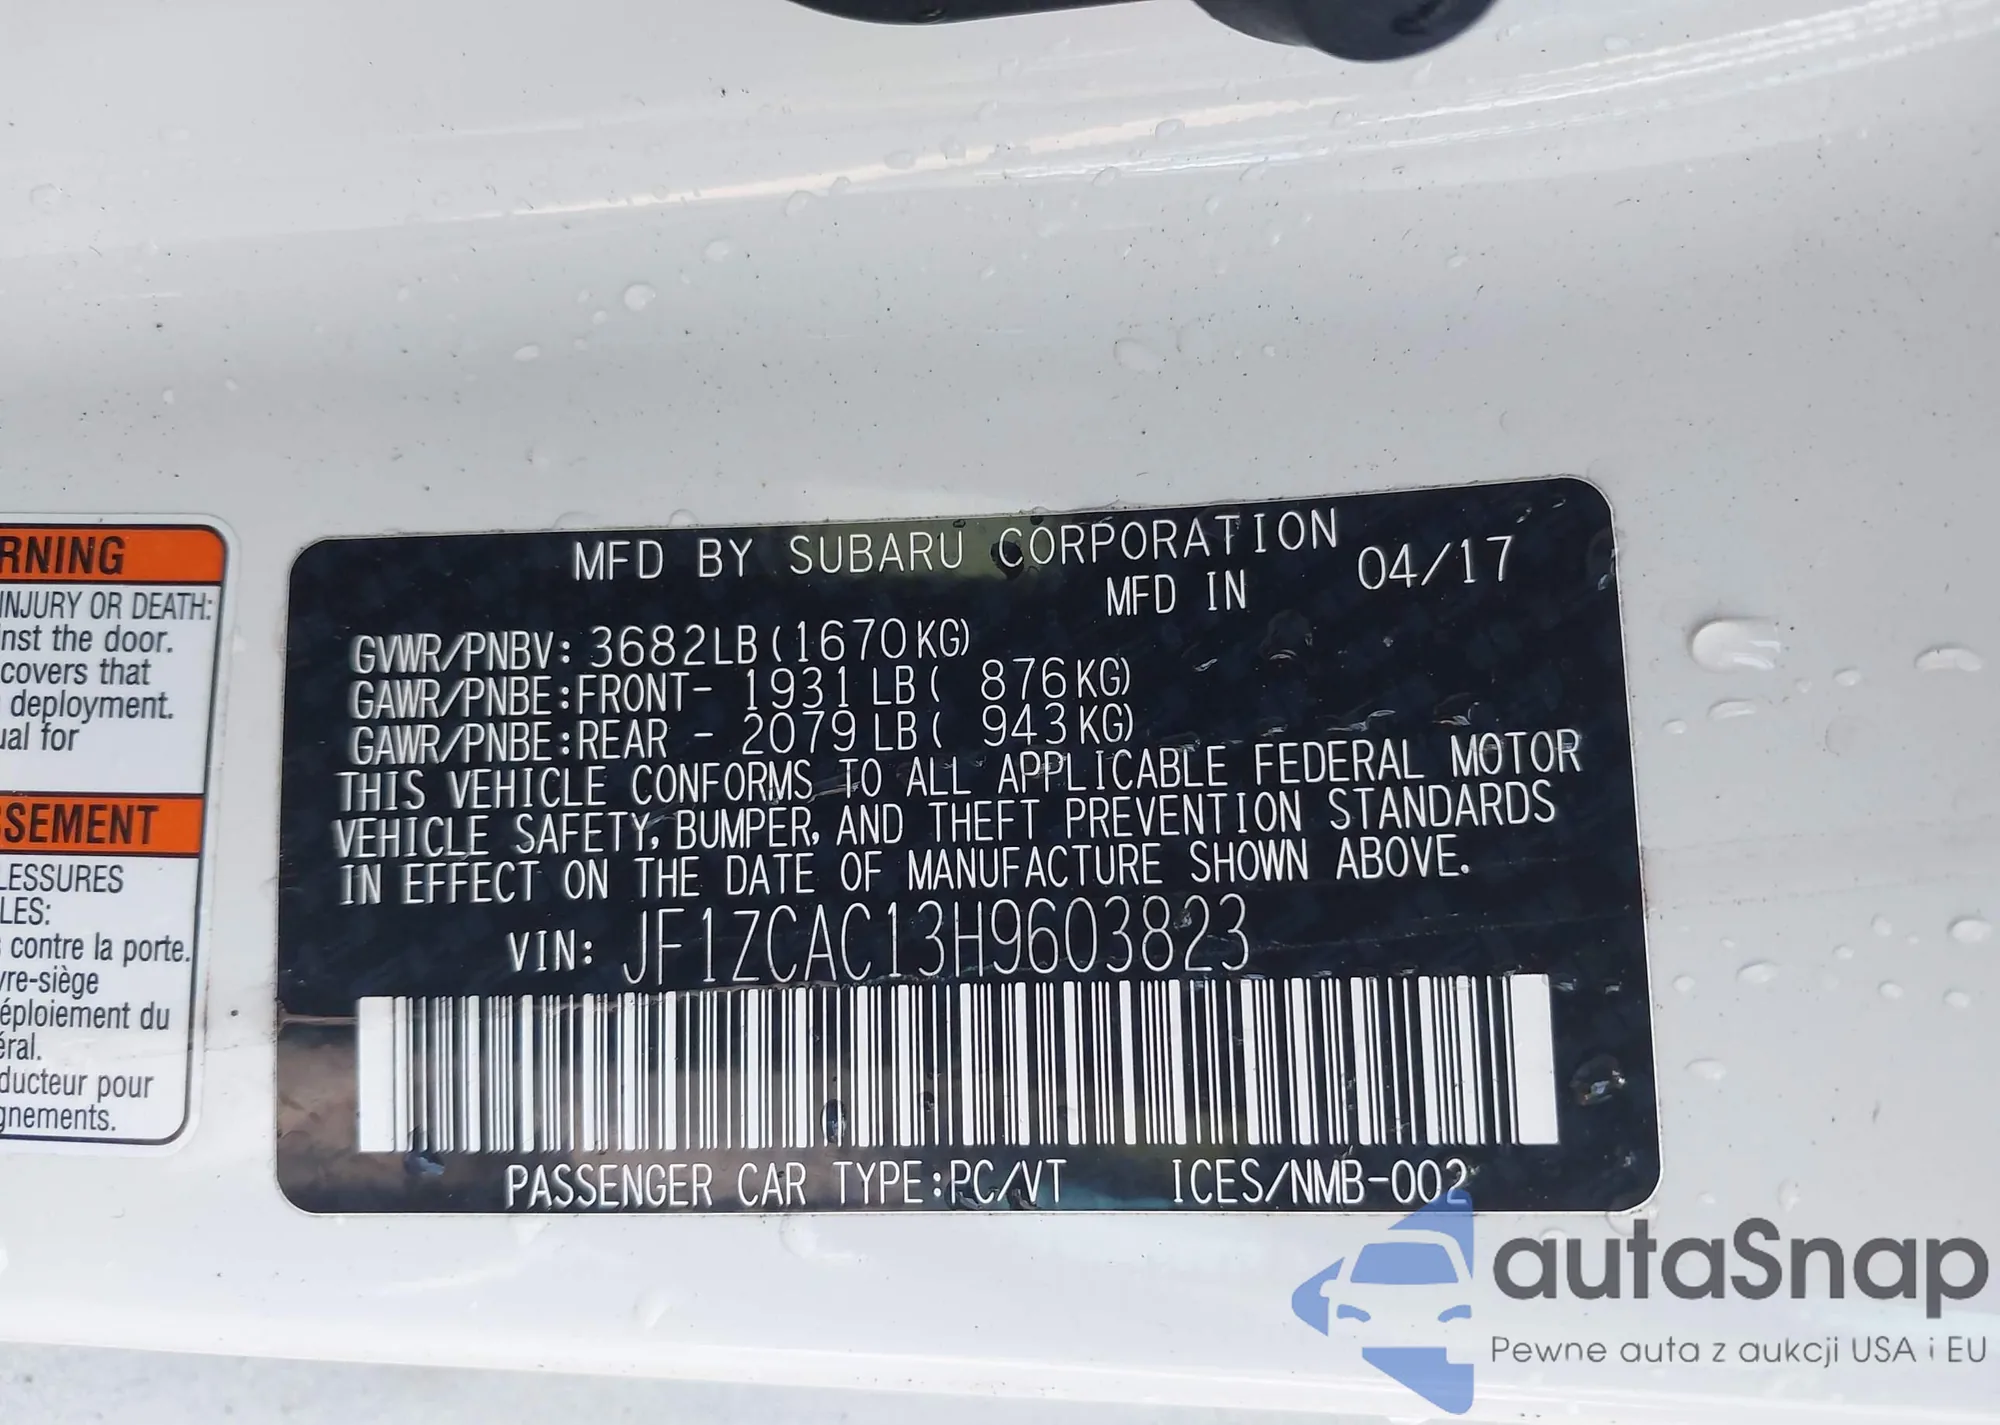 MFD BY SUBARU CORPORATION
MFD IN 04/17
GVWR/PNBV: 3682LB(1670KG)
GAWR/PNBE:FRONT- 1931LB( 876KG)
GAWR/PNBE:REAR - 2079LB( 943KG)
THIS VEHICLE CONFORMS TO ALL APPLICABLE FEDERAL MOTOR
VEHICLE SAFETY, BUMPER, AND THEFT PREVENTION STANDARDS
IN EFFECT ON THE DATE OF MANUFACTURE SHOWN ABOVE.
VIN: JF1ZCAC13H9603823
PASSENGER CAR TYPE:PC/VT ICES/NMB-002
RNING
INJURY OR DEATH:
inst the door.
covers that
deployment.
ual for
SSEMENT
LESSURES
LES:
contre la porte.
vre-siège
éploiement du
éral.
ducteur pour
gnements.
autaSnap
Pewne auta z aukcji USA i EU